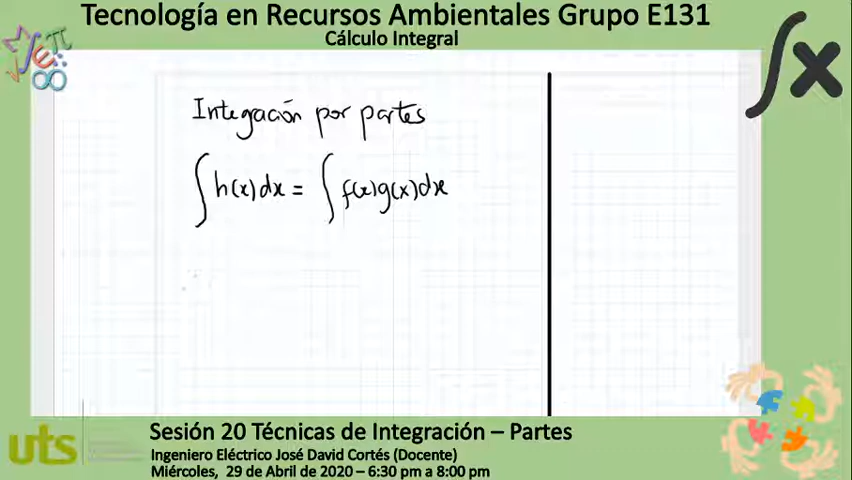 Tecnología en Recursos Ambientales Grupo E131
Cálculo Integral
∫x
Integación por partes
∫h(x)dx = ∫f(x)g(x)dx
uts
Sesión 20 Técnicas de Integración – Partes
Ingeniero Eléctrico José David Cortés (Docente)
Miércoles, 29 de Abril de 2020 – 6:30 pm a 8:00 pm